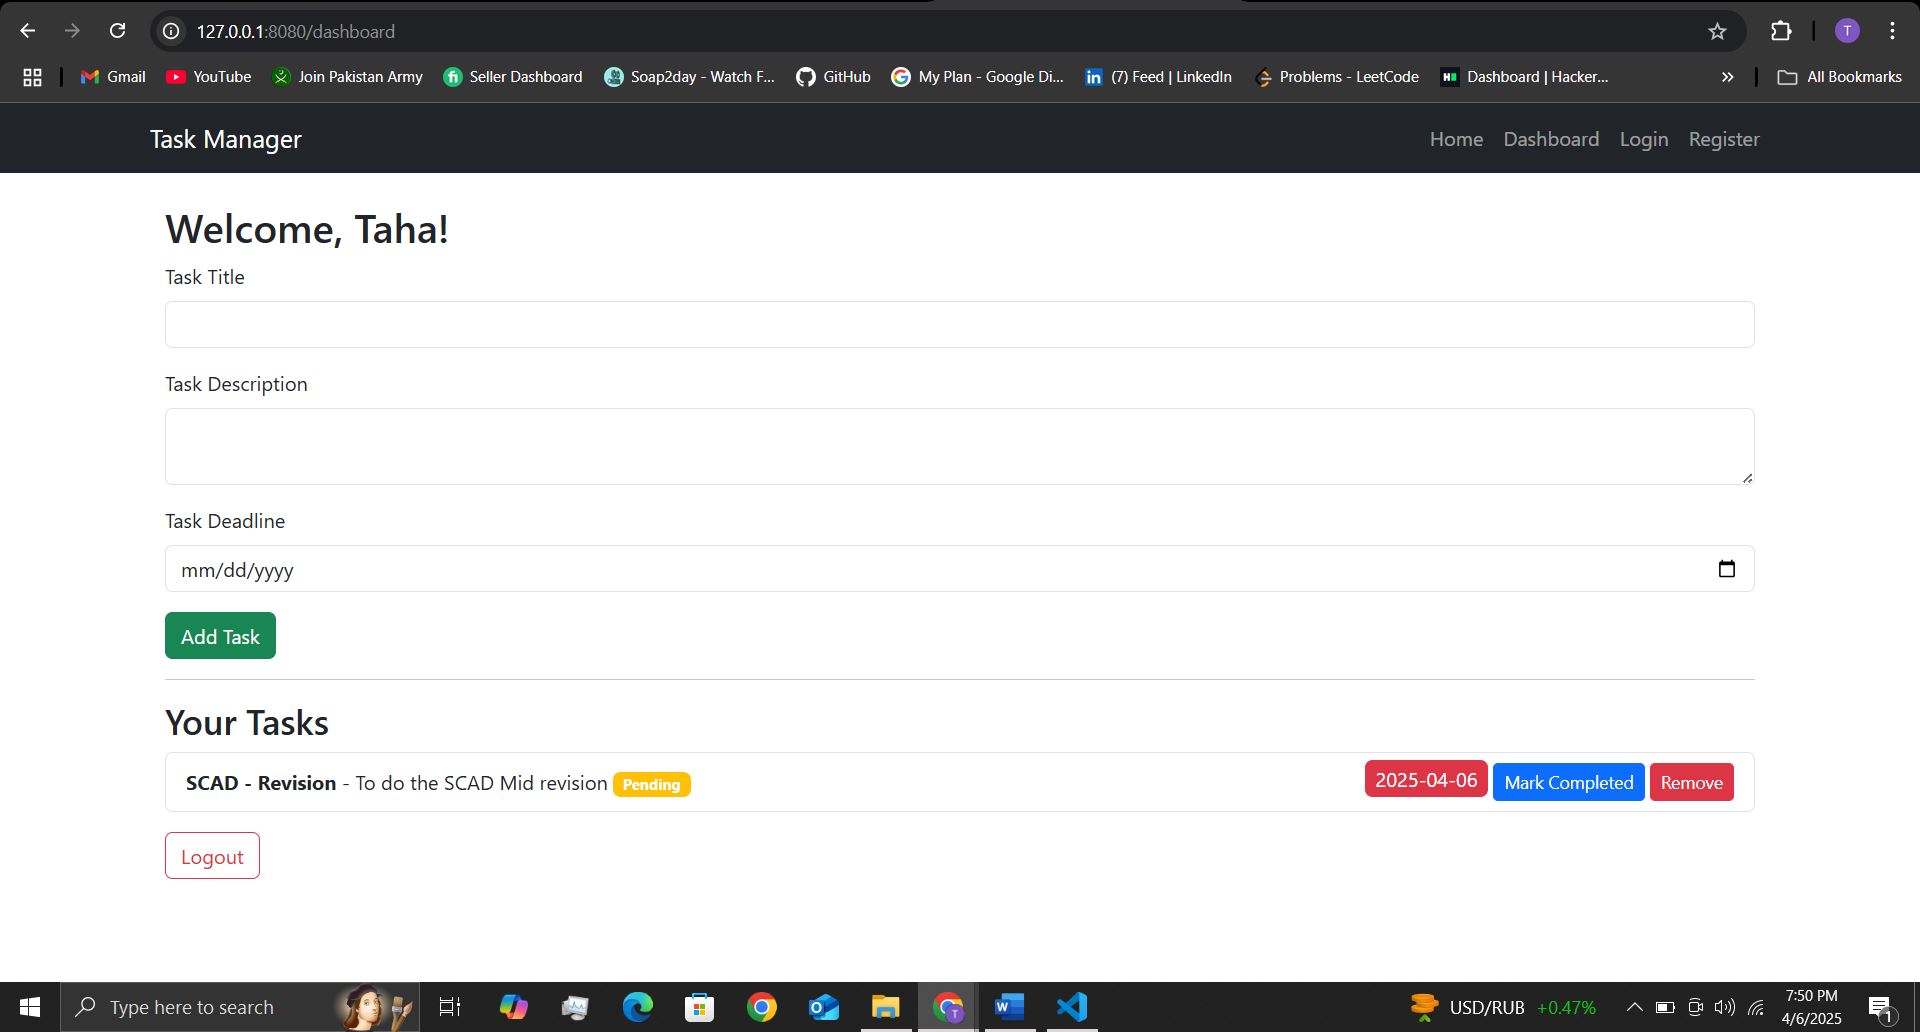 127.0.0.1:8080/dashboard
T
Gmail YouTube Join Pakistan Army Seller Dashboard Soap2day - Watch F... GitHub My Plan - Google Di... (7) Feed | LinkedIn Problems - LeetCode Dashboard | Hacker... » All Bookmarks
Task Manager Home Dashboard Login Register
Welcome, Taha!
Task Title
Task Description
Task Deadline
mm/dd/yyyy
Add Task
Your Tasks
SCAD - Revision - To do the SCAD Mid revision Pending 2025-04-06 Mark Completed Remove
Logout
Type here to search USD/RUB +0.47% 7:50 PM
4/6/2025 1